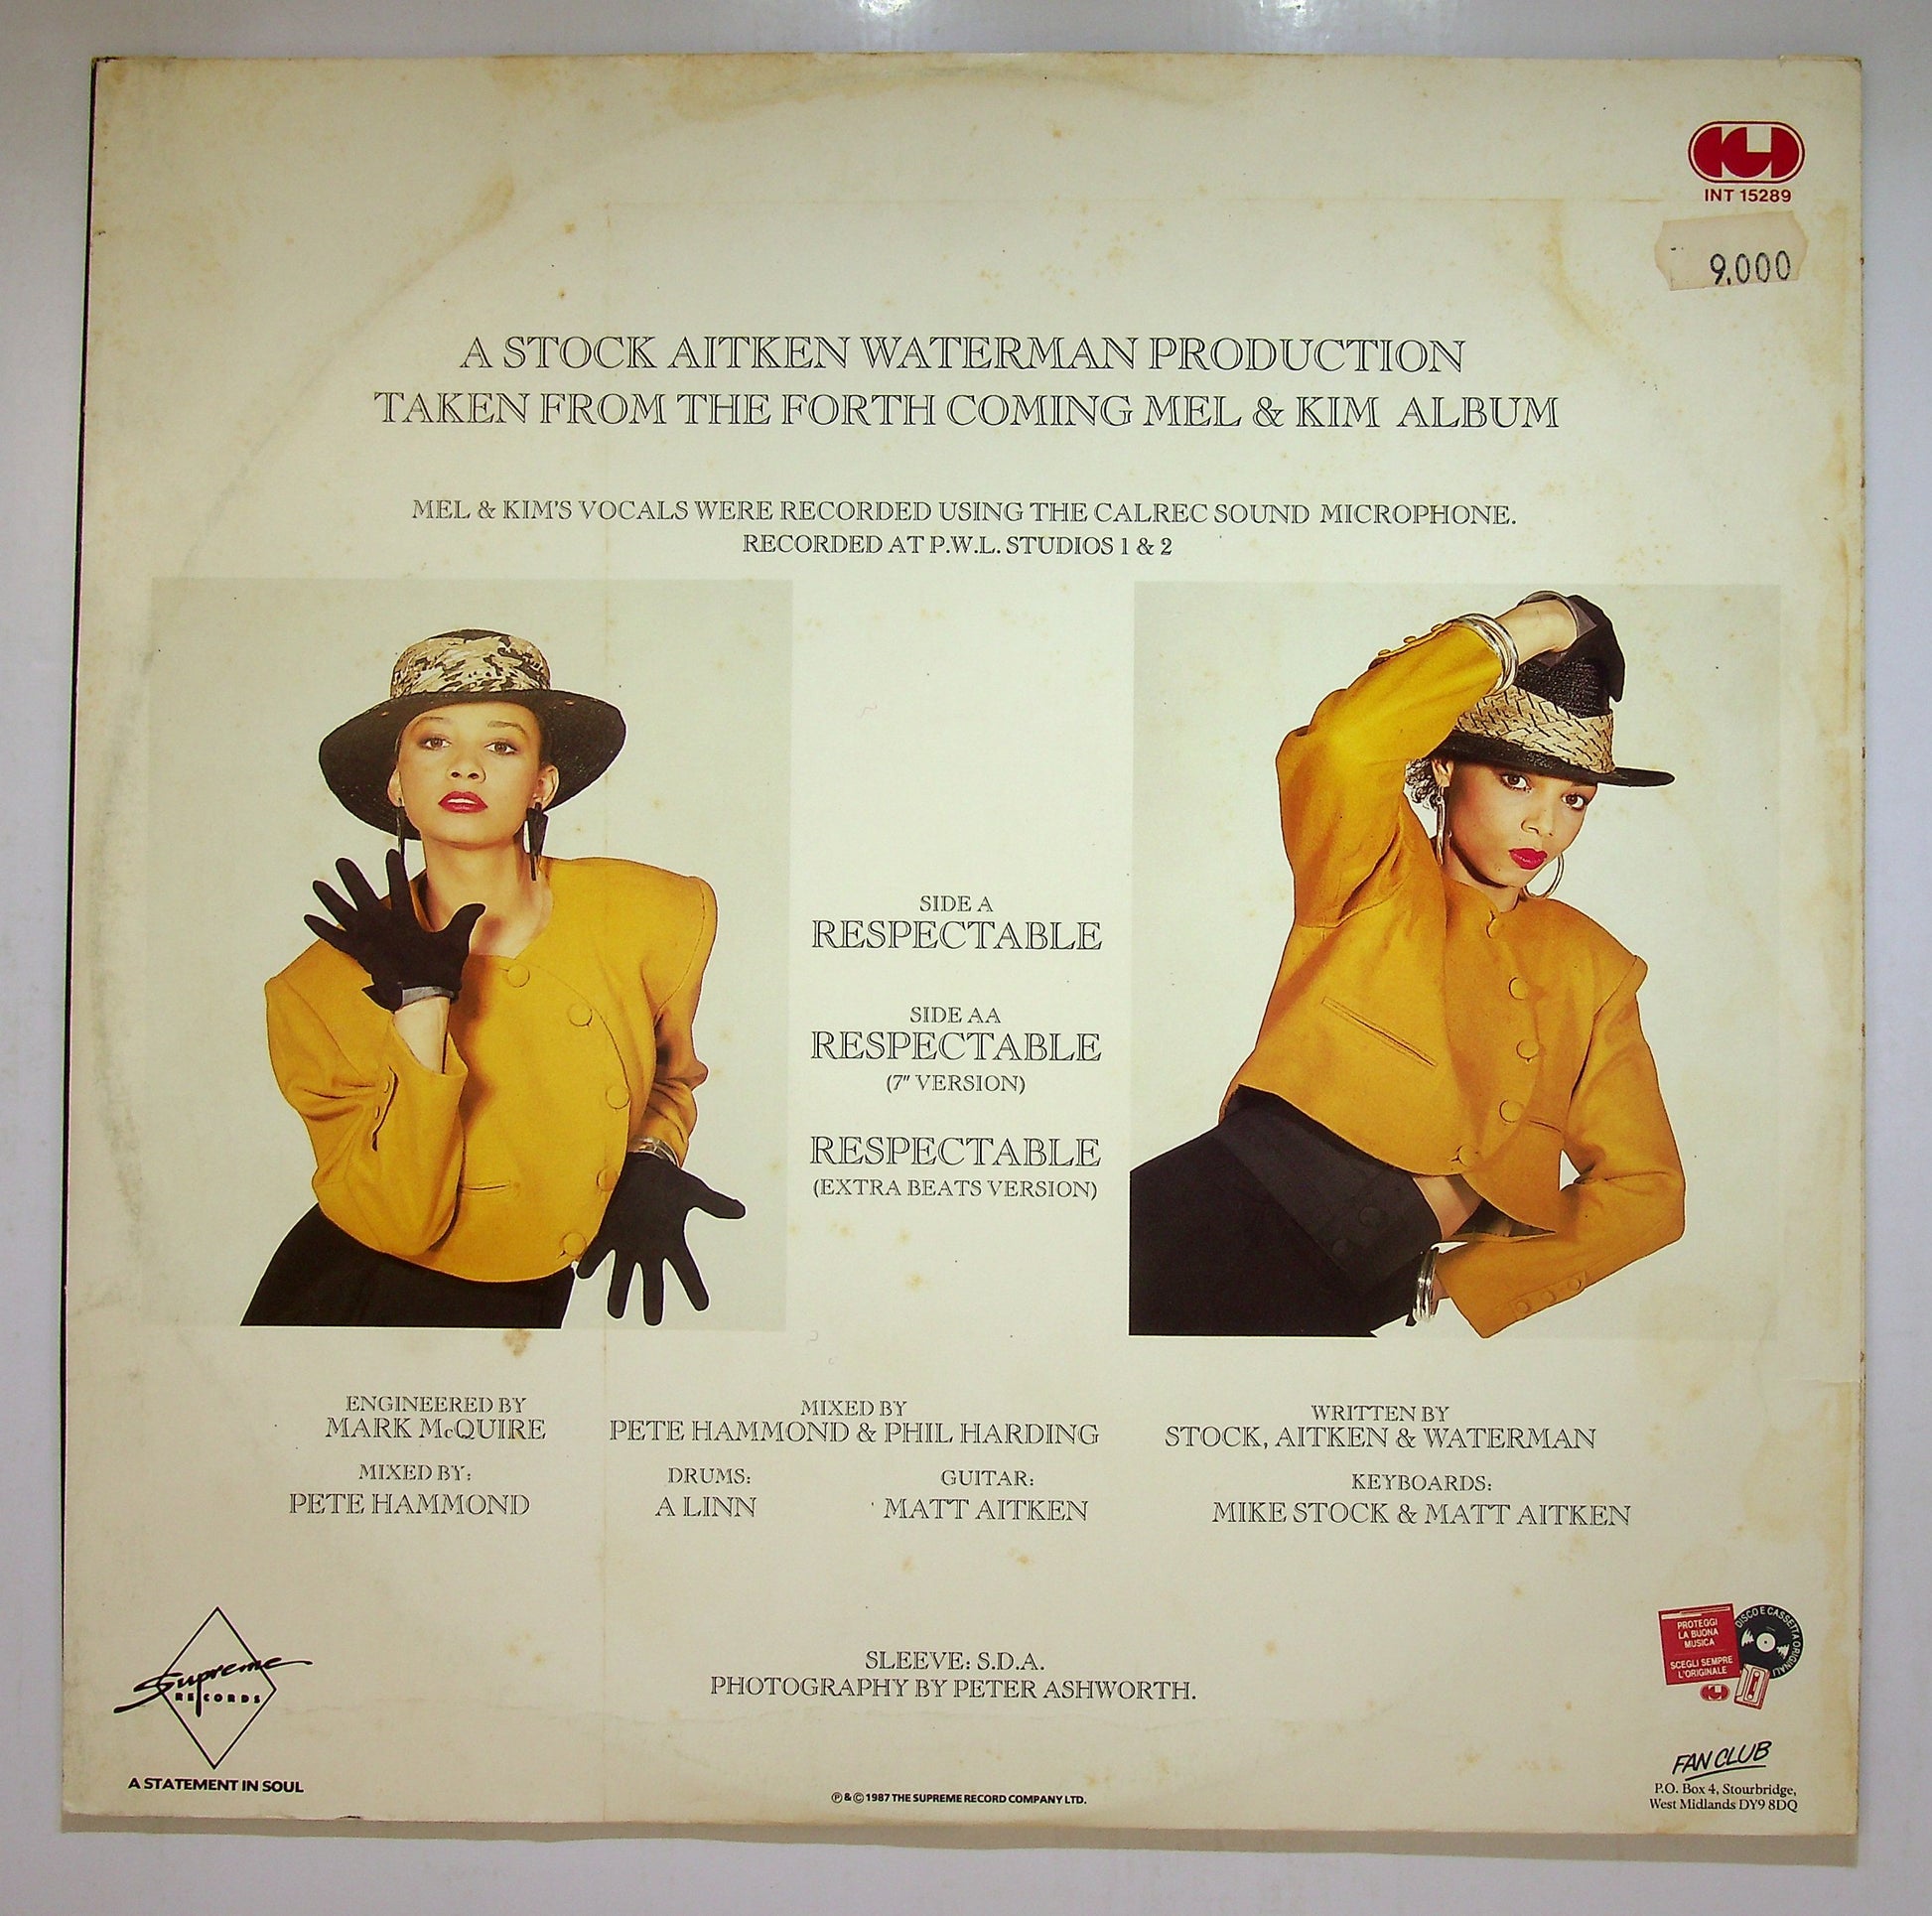 INT 15289
9.000
A STOCK AITKEN WATERMAN PRODUCTION
TAKEN FROM THE FORTH COMING MEL & KIM ALBUM
MEL & KIM'S VOCALS WERE RECORDED USING THE CALREC SOUND MICROPHONE.
RECORDED AT P.W.L. STUDIOS 1 & 2
SIDE A
RESPECTABLE
SIDE AA
RESPECTABLE
(7" VERSION)
RESPECTABLE
(EXTRA BEATS VERSION)
ENGINEERED BY
MARK McQUIRE
MIXED BY
PETE HAMMOND & PHIL HARDING
WRITTEN BY
STOCK, AITKEN & WATERMAN
MIXED BY:
PETE HAMMOND
DRUMS:
A LINN
GUITAR:
MATT AITKEN
KEYBOARDS:
MIKE STOCK & MATT AITKEN
SLEEVE: S.D.A.
PHOTOGRAPHY BY PETER ASHWORTH.
Supreme
RECORDS
A STATEMENT IN SOUL
℗ & © 1987 THE SUPREME RECORD COMPANY LTD.
PROTEGGI
LA BUONA
MUSICA
SCEGLI SEMPRE
L'ORIGINALE
DISCO E CASSETTA ORIGINALI
FAN CLUB
P.O. Box 4, Stourbridge,
West Midlands DY9 8DQ